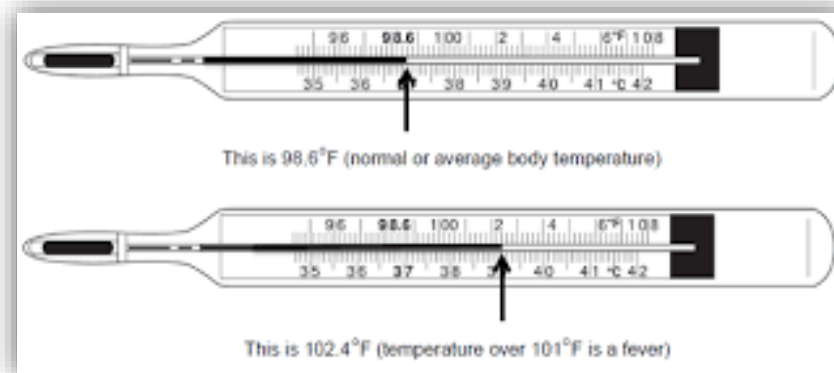 96 98.6 100 2 4 6°F 108
35 36 38 39 40 41 °C 42
This is 98.6°F (normal or average body temperature)
96 98.6 100 2 4 6°F 108
35 36 37 38 40 41 °C 42
This is 102.4°F (temperature over 101°F is a fever)